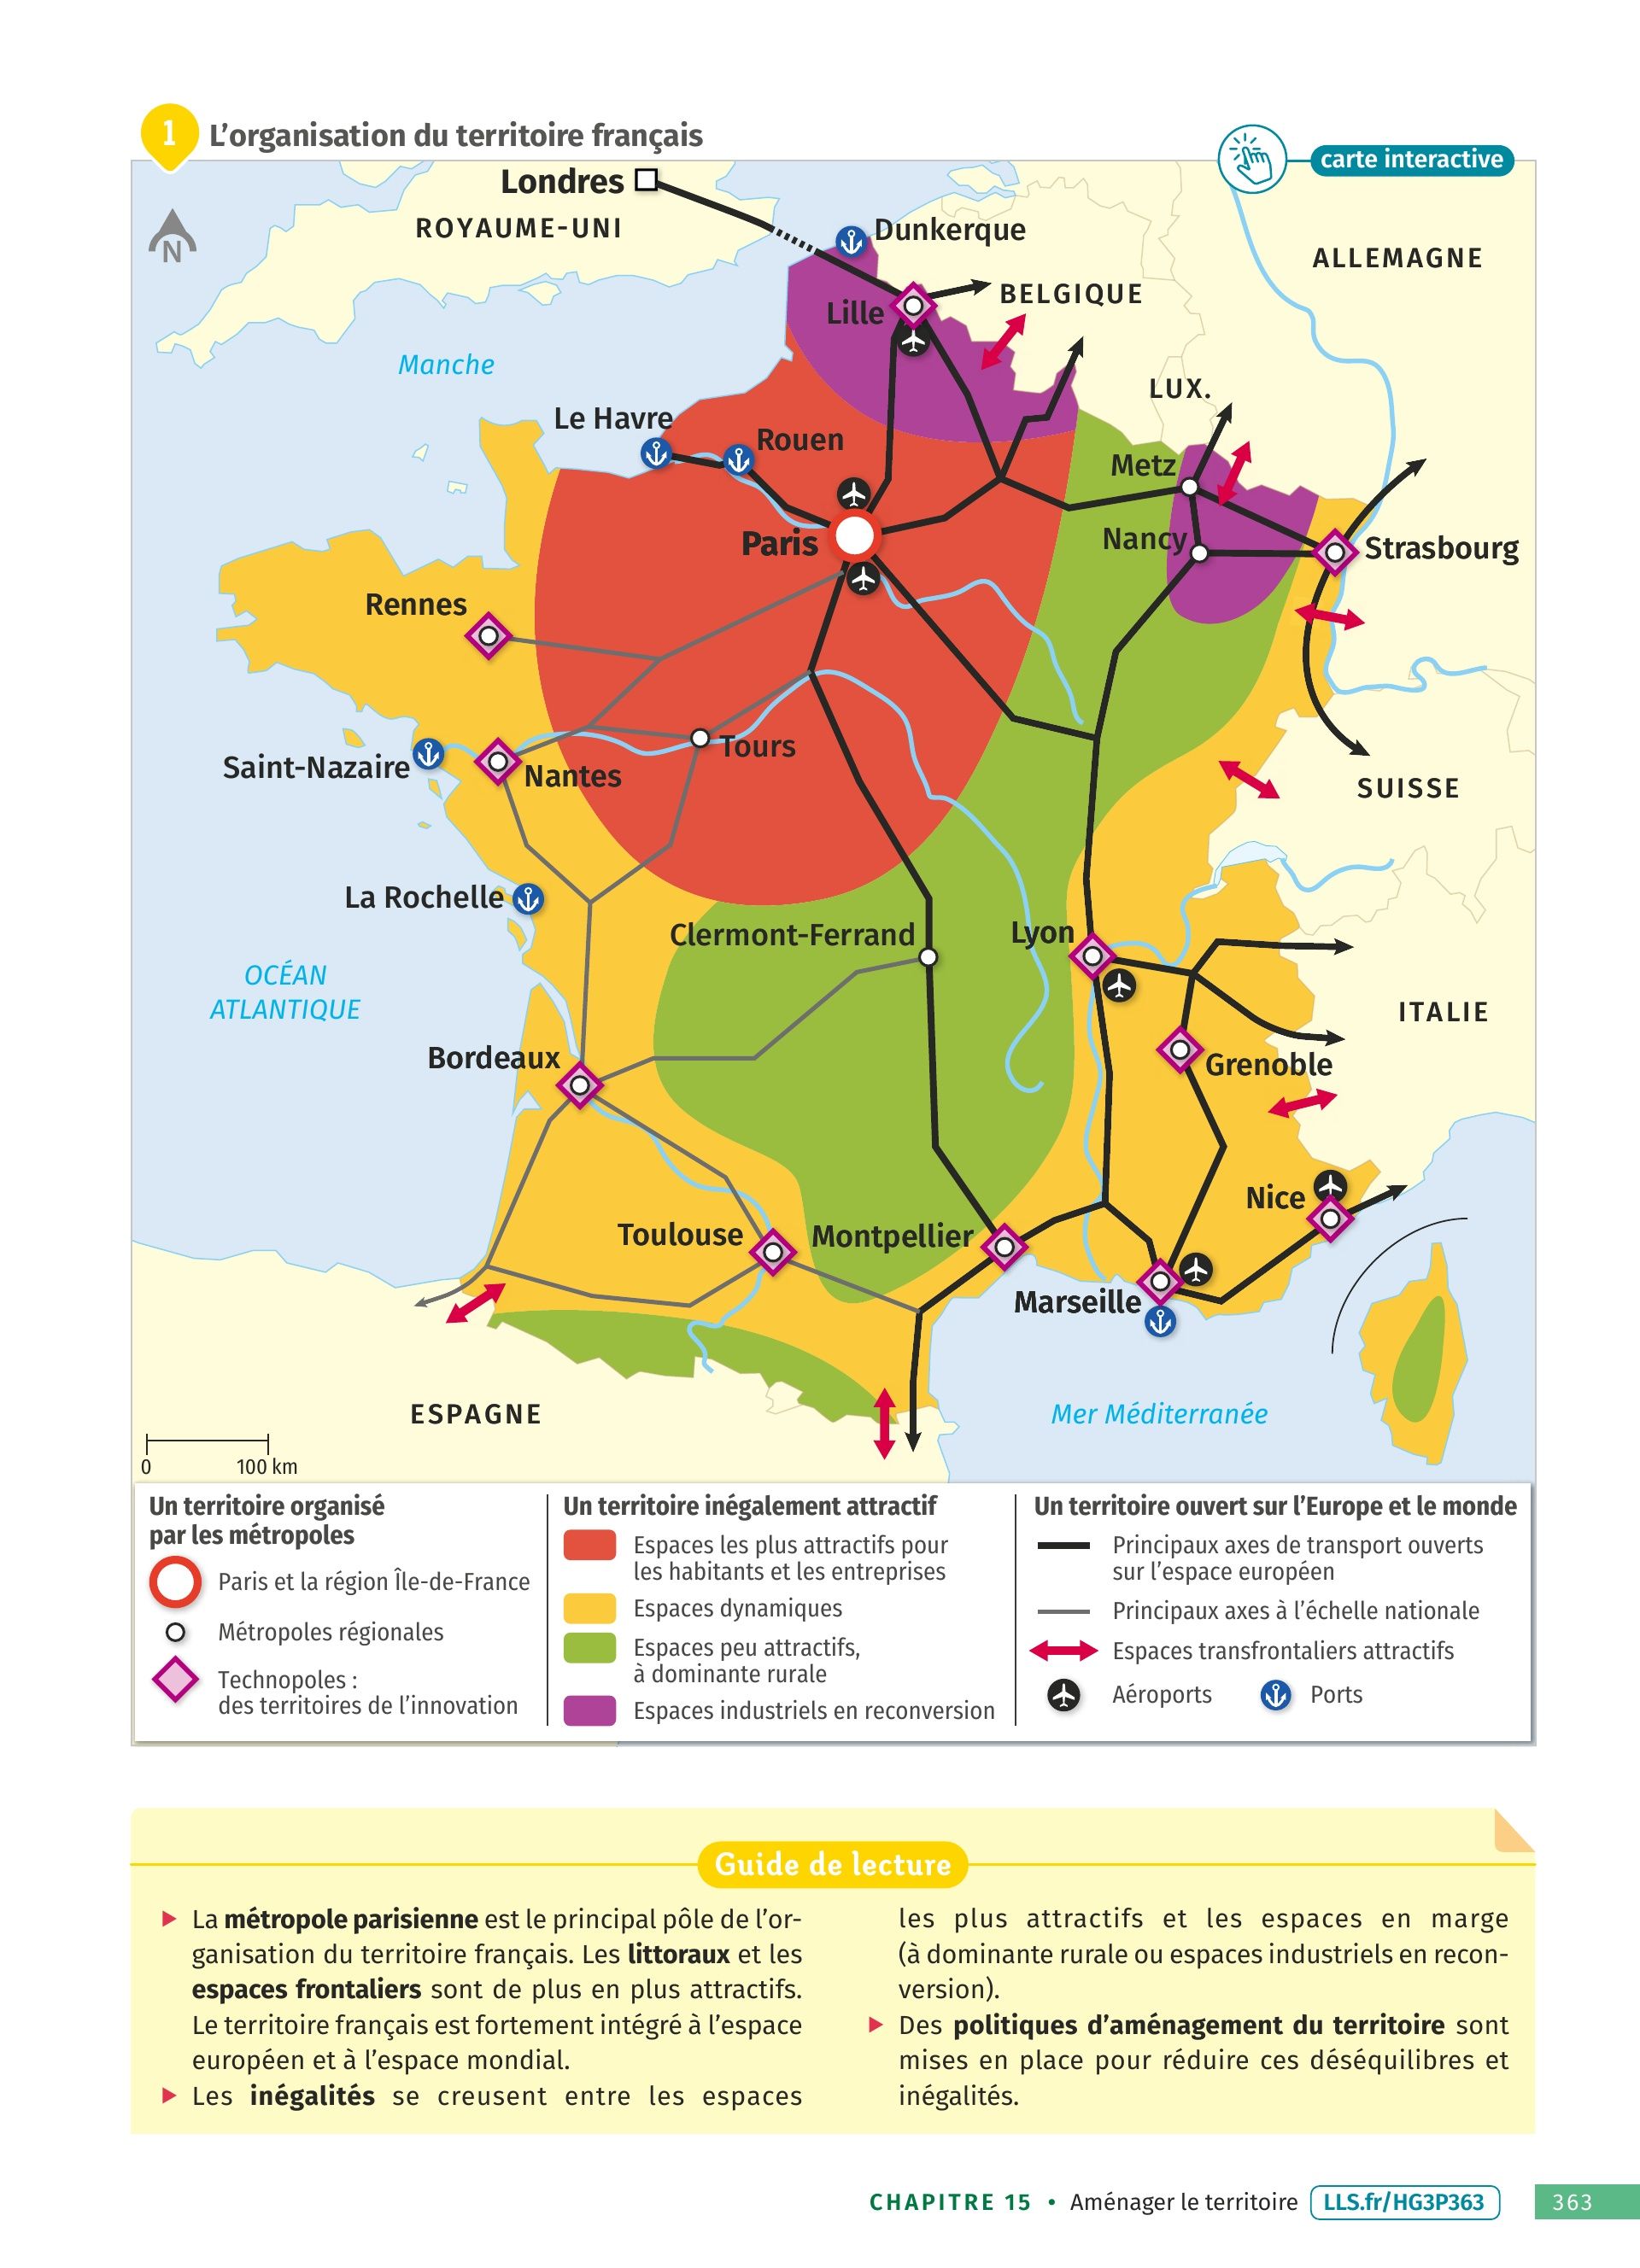 1
L'organisation du territoire français
carte interactive
Londres
ROYAUME-UNI
N
Dunkerque
ALLEMAGNE
BELGIQUE
Lille
Manche
LUX.
Le Havre
Rouen
Metz
Paris
Nancy
Strasbourg
Rennes
Tours
Saint-Nazaire
Nantes
SUISSE
La Rochelle
Clermont-Ferrand
Lyon
OCÉAN
ATLANTIQUE
ITALIE
Bordeaux
Grenoble
Nice
Toulouse
Montpellier
Marseille
ESPAGNE
Mer Méditerranée
0 100 km
Un territoire organisé
par les métropoles
Paris et la région Île-de-France
Métropoles régionales
Technopoles :
des territoires de l'innovation
Un territoire inégalement attractif
Espaces les plus attractifs pour
les habitants et les entreprises
Espaces dynamiques
Espaces peu attractifs,
à dominante rurale
Espaces industriels en reconversion
Un territoire ouvert sur l'Europe et le monde
Principaux axes de transport ouverts
sur l'espace européen
Principaux axes à l'échelle nationale
Espaces transfrontaliers attractifs
Aéroports
Ports
Guide de lecture
La métropole parisienne est le principal pôle de l'or-
ganisation du territoire français. Les littoraux et les
espaces frontaliers sont de plus en plus attractifs.
Le territoire français est fortement intégré à l'espace
européen et à l'espace mondial.
Les inégalités se creusent entre les espaces
les plus attractifs et les espaces en marge
(à dominante rurale ou espaces industriels en recon-
version).
Des politiques d'aménagement du territoire sont
mises en place pour réduire ces déséquilibres et
inégalités.
CHAPITRE 15 • Aménager le territoire LLS.fr/HG3P363 363